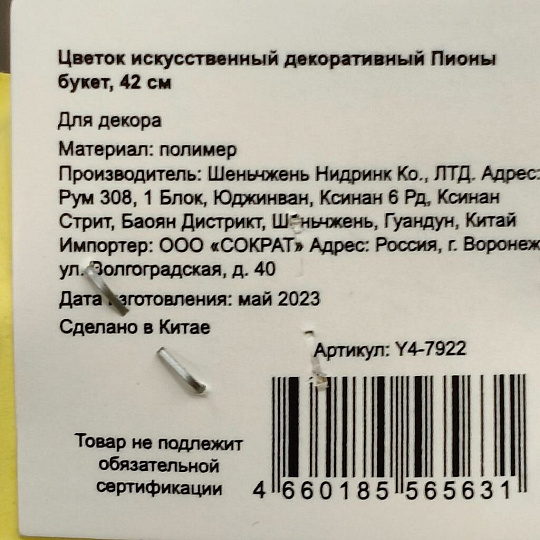 Цветок искусственный декоративный Пионы
букет, 42 см
Для декора
Материал: полимер
Производитель: Шеньчжень Нидринк Ко., ЛТД. Адрес:
Рум 308, 1 Блок, Юджинван, Ксинан 6 Рд, Ксинан
Стрит, Баоян Дистрикт, Шеньчжень, Гуандун, Китай
Импортер: ООО «СОКРАТ» Адрес: Россия, г. Воронеж
ул. Волгоградская, д. 40
Дата изготовления: май 2023
Сделано в Китае
Артикул: Y4-7922
Товар не подлежит
обязательной
сертификации
4 660185 565631